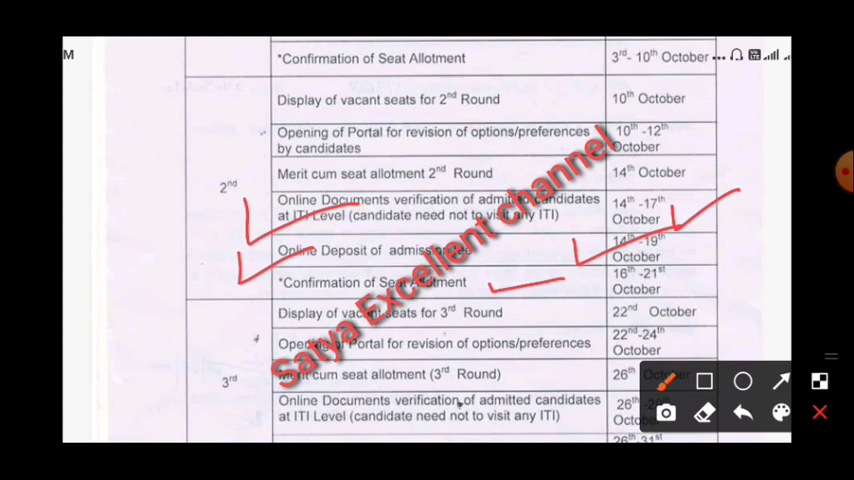 M
*Confirmation of Seat Allotment
3rd- 10th October
Display of vacant seats for 2nd Round
10th October
Opening of Portal for revision of options/preferences
by candidates
10th -12th
October
Merit cum seat allotment 2nd Round
14th October
2nd
Online Documents verification of admitted candidates
at ITI Level (candidate need not to visit any ITI)
14th -17th
October
Online Deposit of admission fee
14th -19th
October
*Confirmation of Seat Allotment
16th -21st
October
Display of vacant seats for 3rd Round
22nd October
Opening of Portal for revision of options/preferences
22nd-24th
October
3rd
Merit cum seat allotment (3rd Round)
26th October
Online Documents verification of admitted candidates
at ITI Level (candidate need not to visit any ITI)
26th
October
26th-31st
Satya Excellent channel